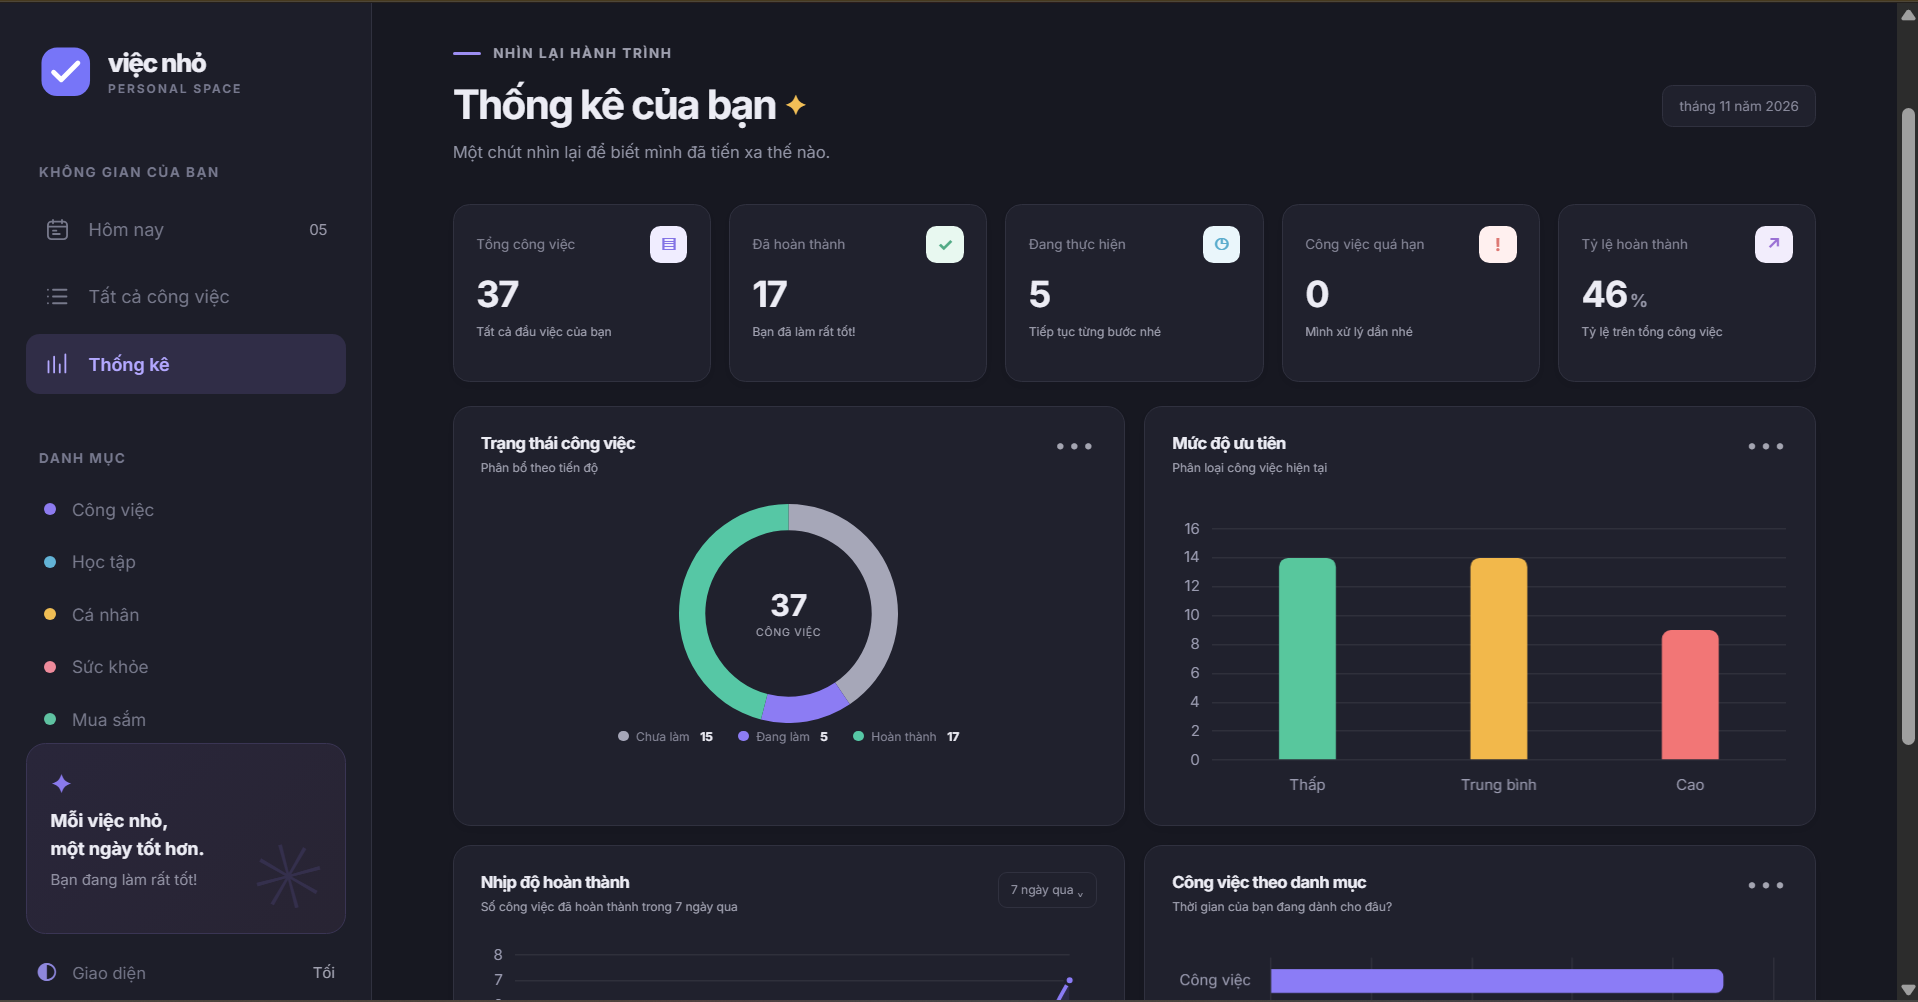 việc nhỏ
PERSONAL SPACE
KHÔNG GIAN CỦA BẠN
Hôm nay 05
Tất cả công việc
Thống kê
DANH MỤC
Công việc
Học tập
Cá nhân
Sức khỏe
Mua sắm
Mỗi việc nhỏ,
một ngày tốt hơn.
Bạn đang làm rất tốt!
Giao diện Tối
NHÌN LẠI HÀNH TRÌNH
Thống kê của bạn
Một chút nhìn lại để biết mình đã tiến xa thế nào.
tháng 11 năm 2026
Tổng công việc
37
Tất cả đầu việc của bạn
Đã hoàn thành
17
Bạn đã làm rất tốt!
Đang thực hiện
5
Tiếp tục từng bước nhé
Công việc quá hạn
!
0
Mình xử lý dần nhé
Tỷ lệ hoàn thành
46%
Tỷ lệ trên tổng công việc
Trạng thái công việc
Phân bổ theo tiến độ
37
CÔNG VIỆC
Chưa làm 15 Đang làm 5 Hoàn thành 17
Mức độ ưu tiên
Phân loại công việc hiện tại
16
14
12
10
8
6
4
2
0
Thấp Trung bình Cao
Nhịp độ hoàn thành
Số công việc đã hoàn thành trong 7 ngày qua
7 ngày qua
8
7
Công việc theo danh mục
Thời gian của bạn đang dành cho đâu?
Công việc